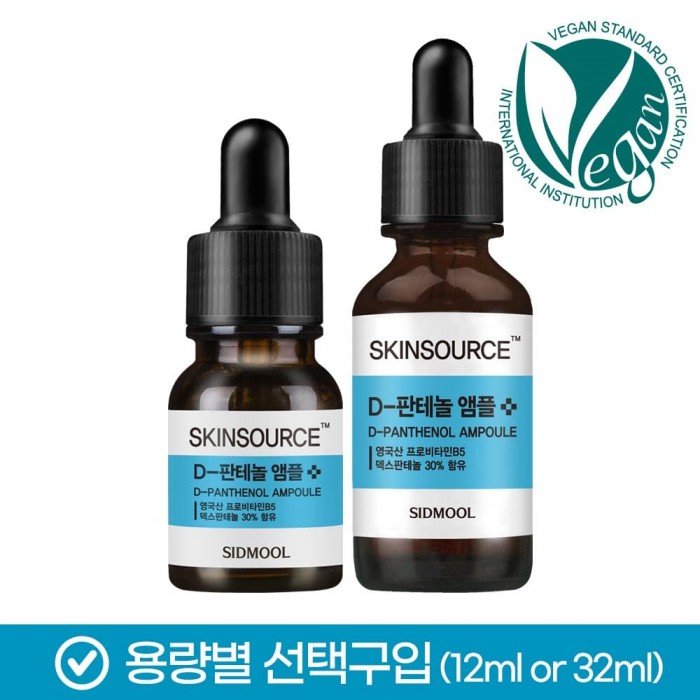 VEGAN STANDARD CERTIFICATION
INTERNATIONAL INSTITUTION
Vegan
SKINSOURCE™
D-판테놀 앰플
D-PANTHENOL AMPOULE
영국산 프로비타민B5
덱스판테놀 30% 함유
SIDMOOL
SKINSOURCE™
D-판테놀 앰플
D-PANTHENOL AMPOULE
영국산 프로비타민B5
덱스판테놀 30% 함유
SIDMOOL
용량별 선택구입 (12ml or 32ml)